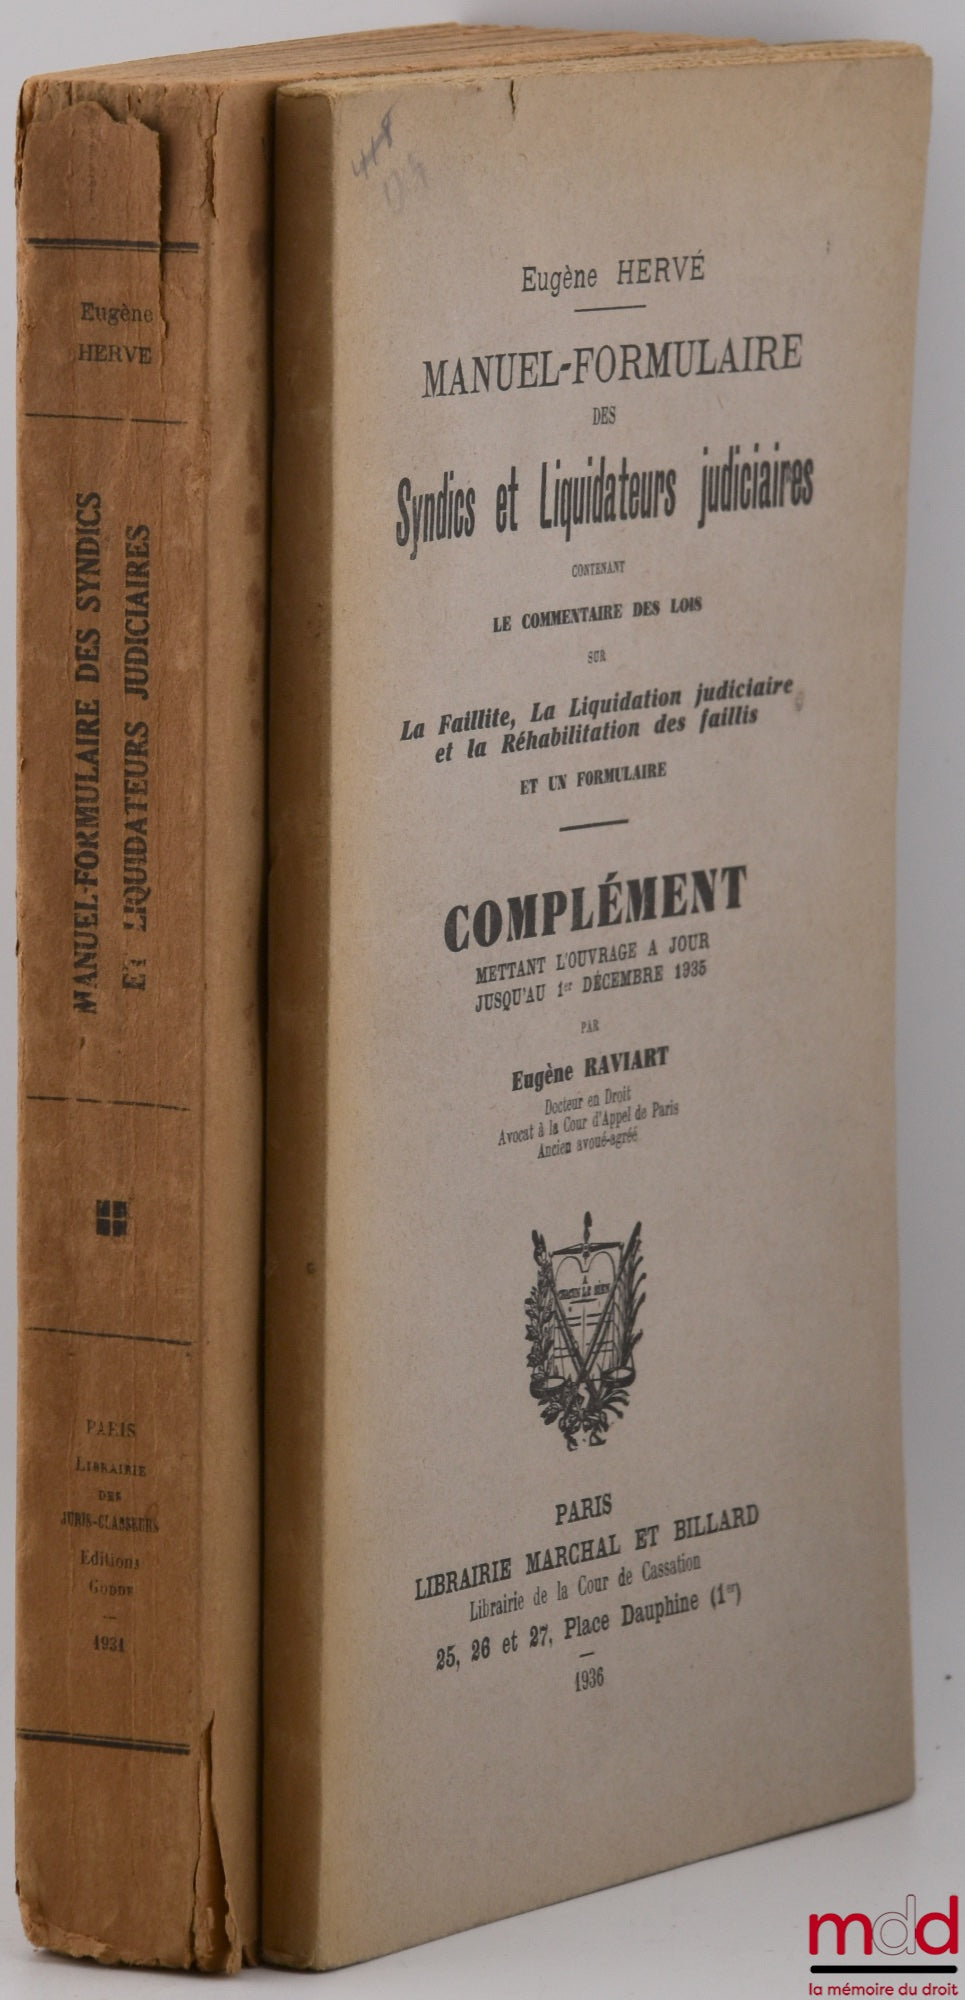 Eugène
HERVE
MANUEL-FORMULAIRE DES SYNDICS
ET LIQUIDATEURS JUDICIAIRES
PARIS
LIBRAIRIE
DES
JURIS-CLASSEURS
Editions
GODDE
1931
Eugène HERVÉ
MANUEL-FORMULAIRE
DES
Syndics et Liquidateurs judiciaires
CONTENANT
LE COMMENTAIRE DES LOIS
SUR
La Faillite, La Liquidation judiciaire
et la Réhabilitation des faillis
ET UN FORMULAIRE
COMPLÉMENT
METTANT L'OUVRAGE A JOUR
JUSQU'AU 1er DÉCEMBRE 1935
PAR
Eugène RAVIART
Docteur en Droit
Avocat à la Cour d'Appel de Paris
Ancien avoué-agréé
A
CHACUN LE SIEN
PARIS
LIBRAIRIE MARCHAL ET BILLARD
Librairie de la Cour de Cassation
25, 26 et 27, Place Dauphine (1er)
1936
mdd
la mémoire du droit